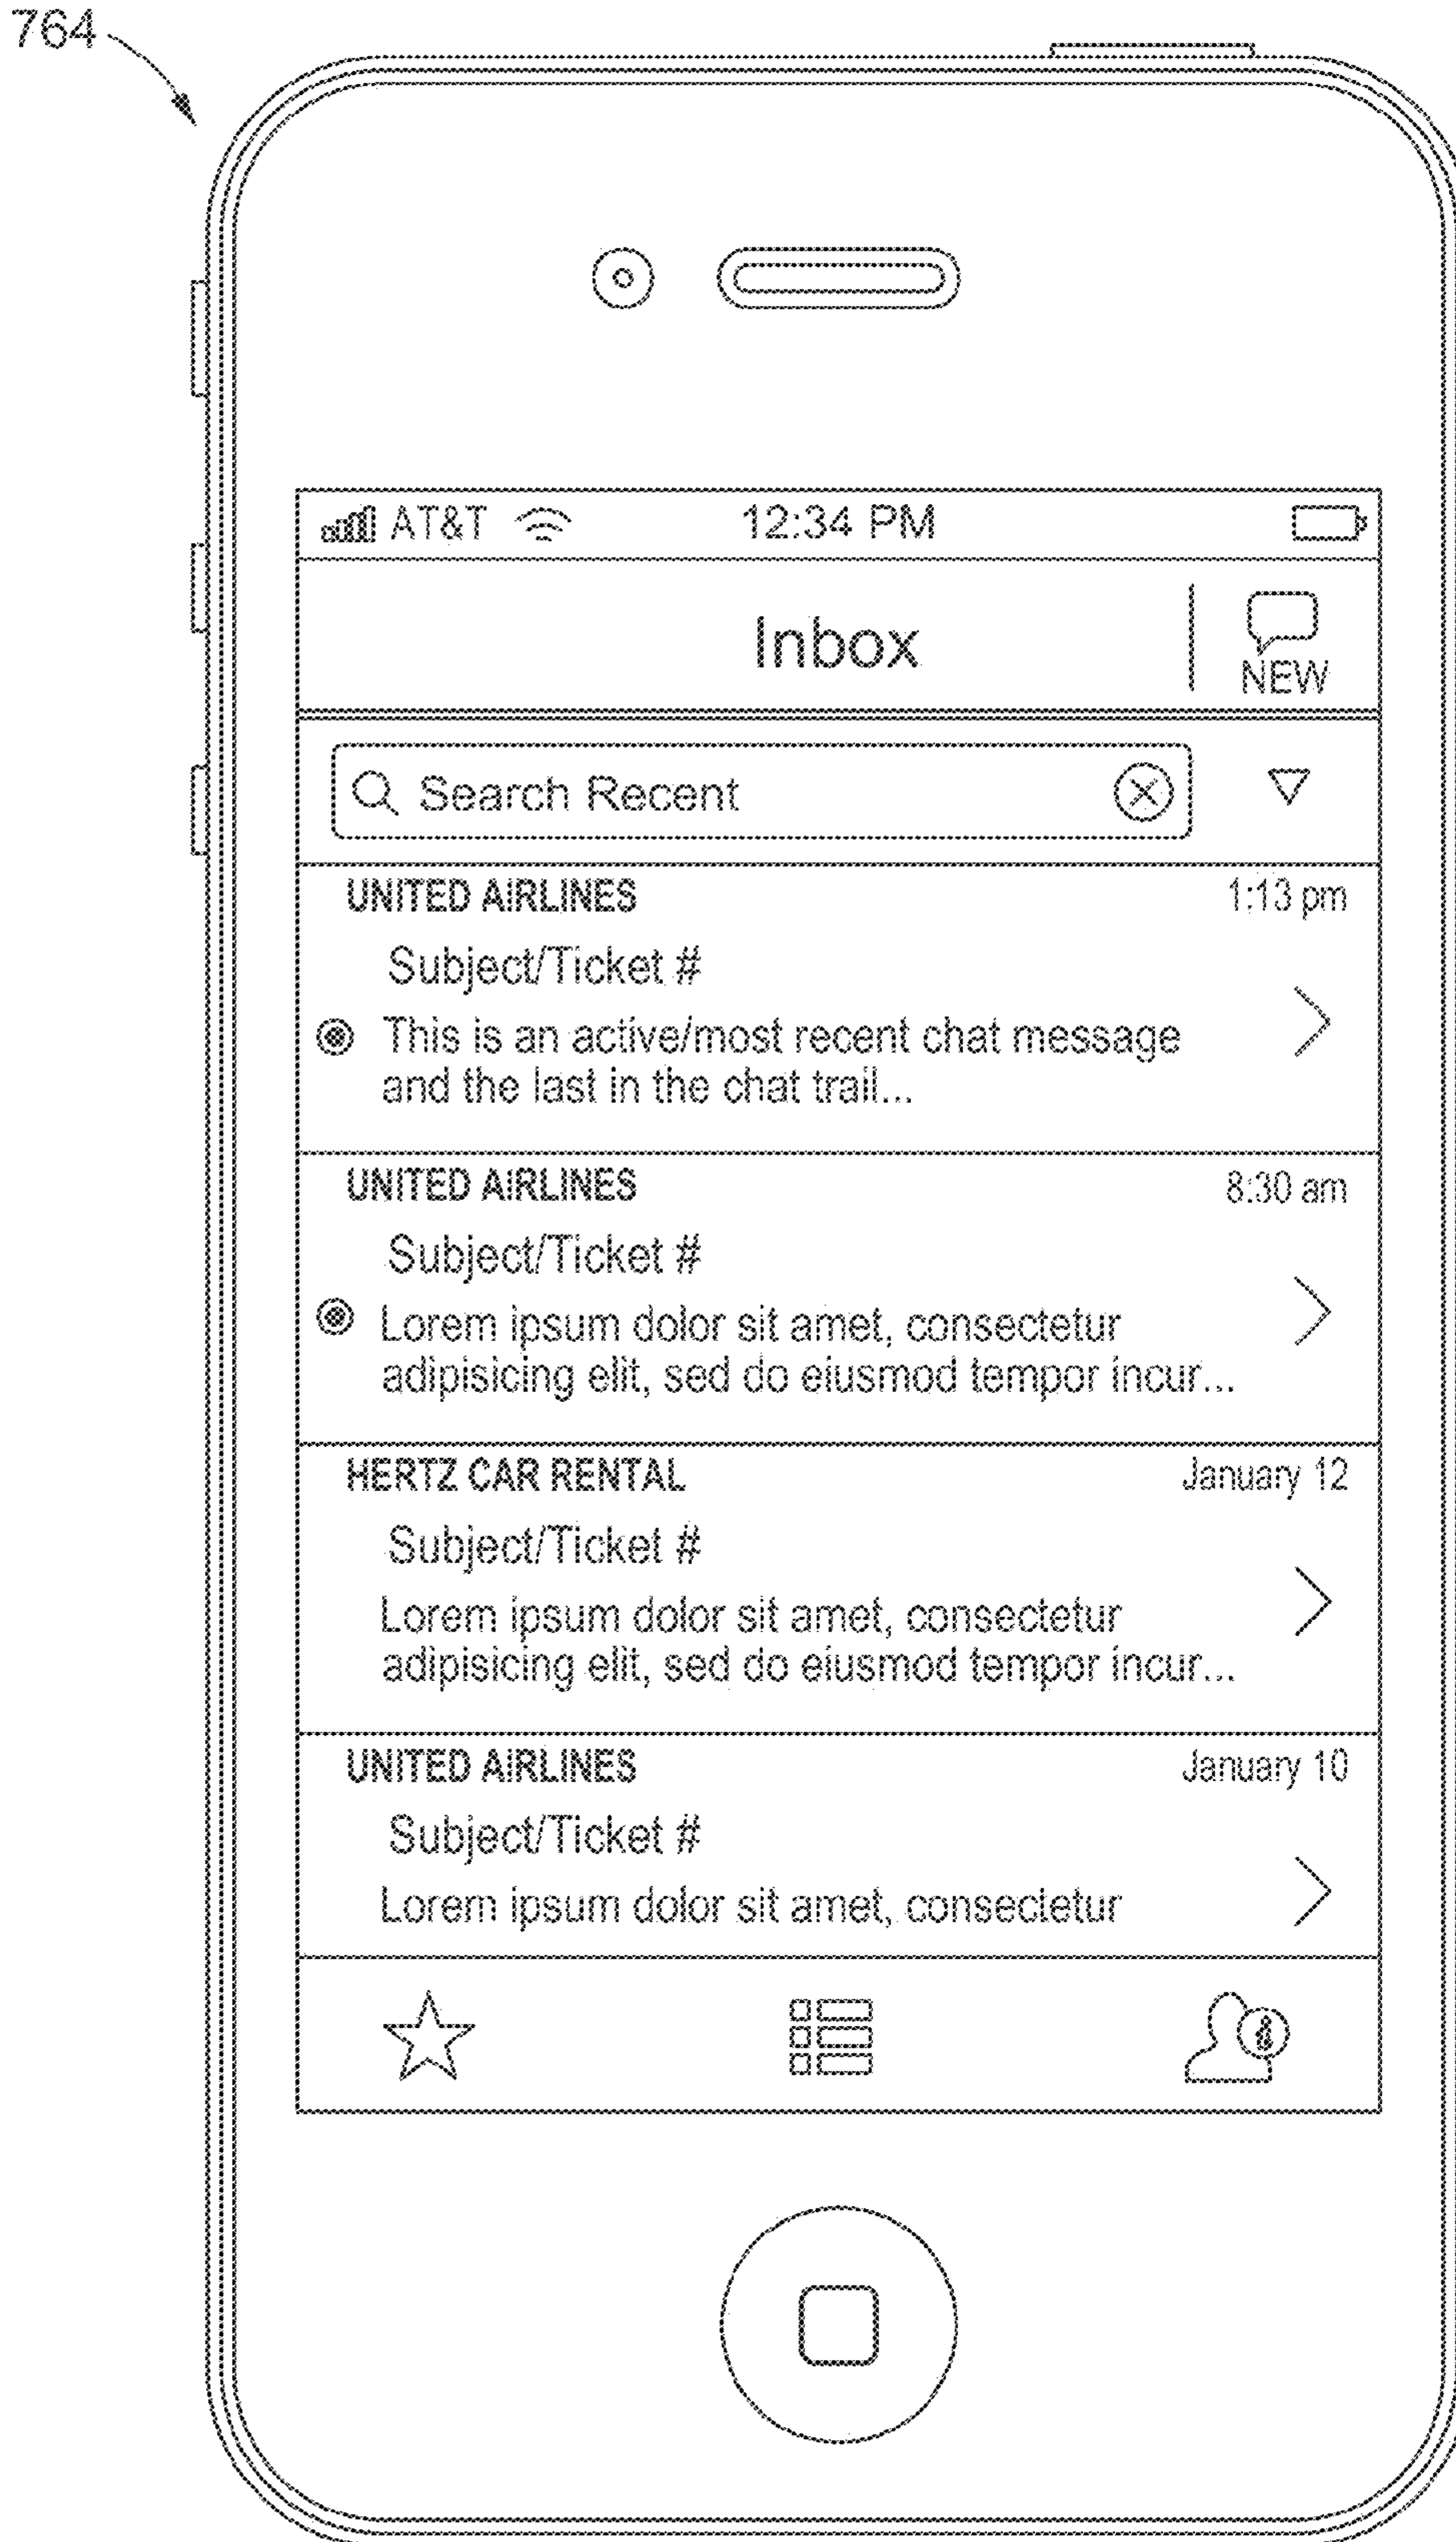 764
AT&T 12:34 PM
Inbox
NEW
Search Recent
UNITED AIRLINES 1:13 pm
Subject/Ticket #
This is an active/most recent chat message
and the last in the chat trail...
UNITED AIRLINES 8:30 am
Subject/Ticket #
Lorem ipsum dolor sit amet, consectetur
adipisicing elit, sed do eiusmod tempor incur...
HERTZ CAR RENTAL January 12
Subject/Ticket #
Lorem ipsum dolor sit amet, consectetur
adipisicing elit, sed do eiusmod tempor incur...
UNITED AIRLINES January 10
Subject/Ticket #
Lorem ipsum dolor sit amet, consectetur